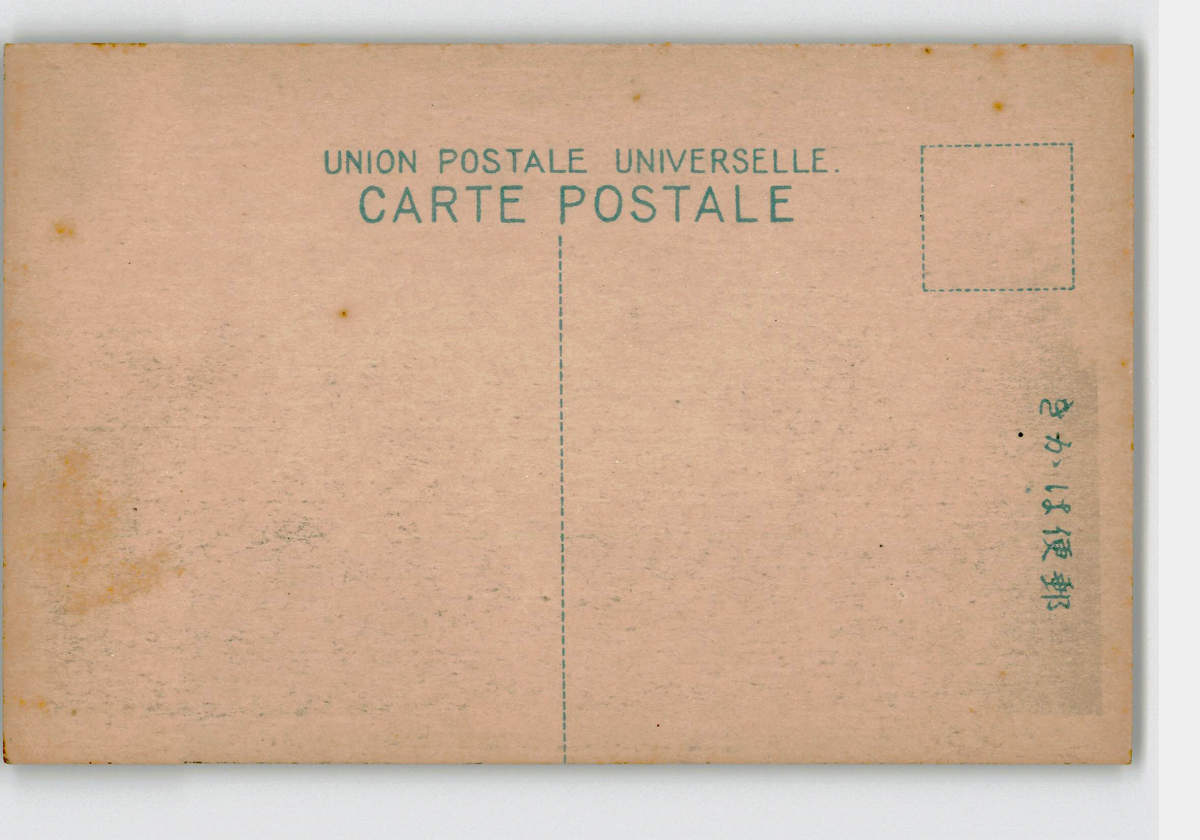 UNION POSTALE UNIVERSELLE.
CARTE POSTALE
郵便はがき